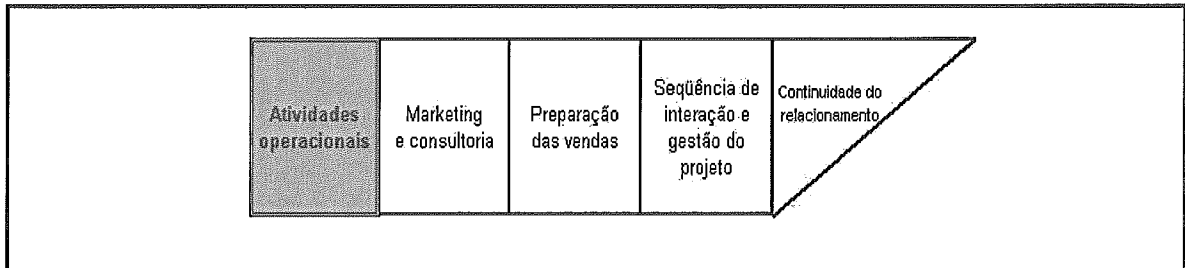 Atividades
operacionais
Marketing
e consultoria
Preparação
das vendas
Seqüência de
interação e
gestão do
projeto
Continuidade do
relacionamento